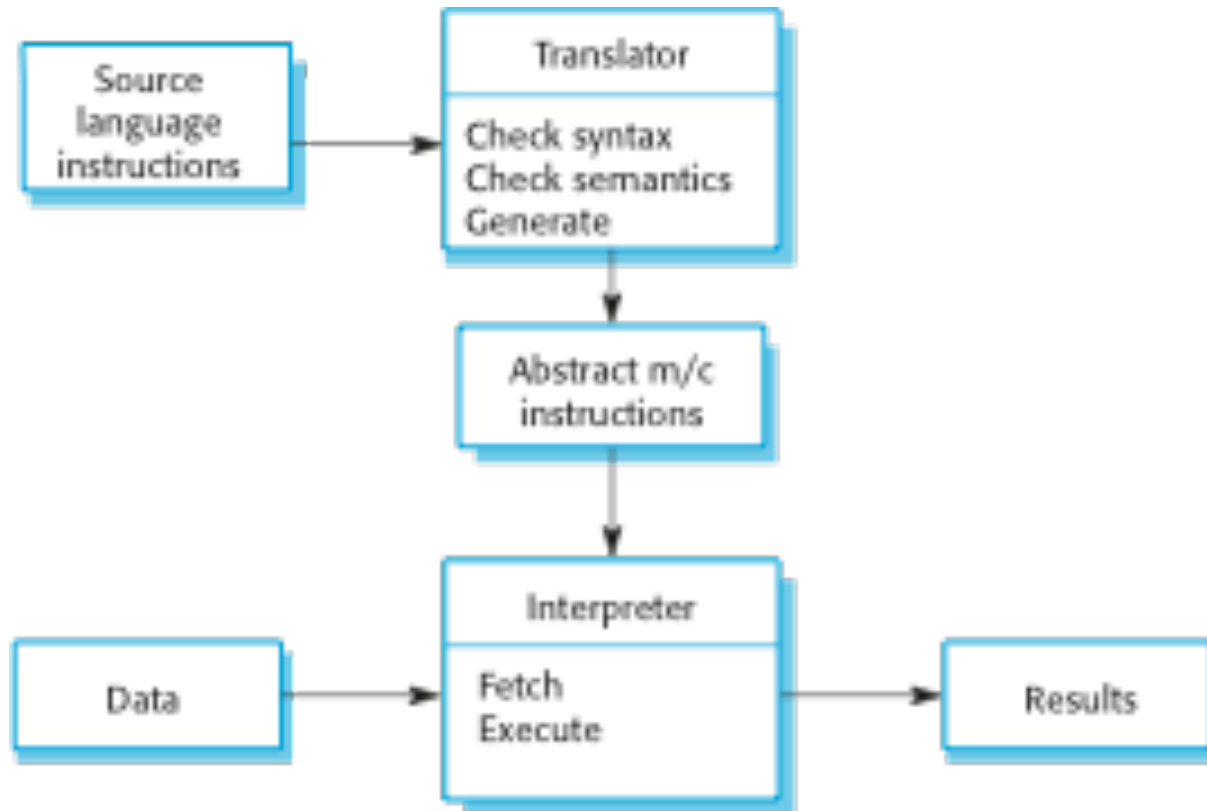 Source
language
instructions
Translator
Check syntax
Check semantics
Generate
Abstract m/c
instructions
Data
Interpreter
Fetch
Execute
Results